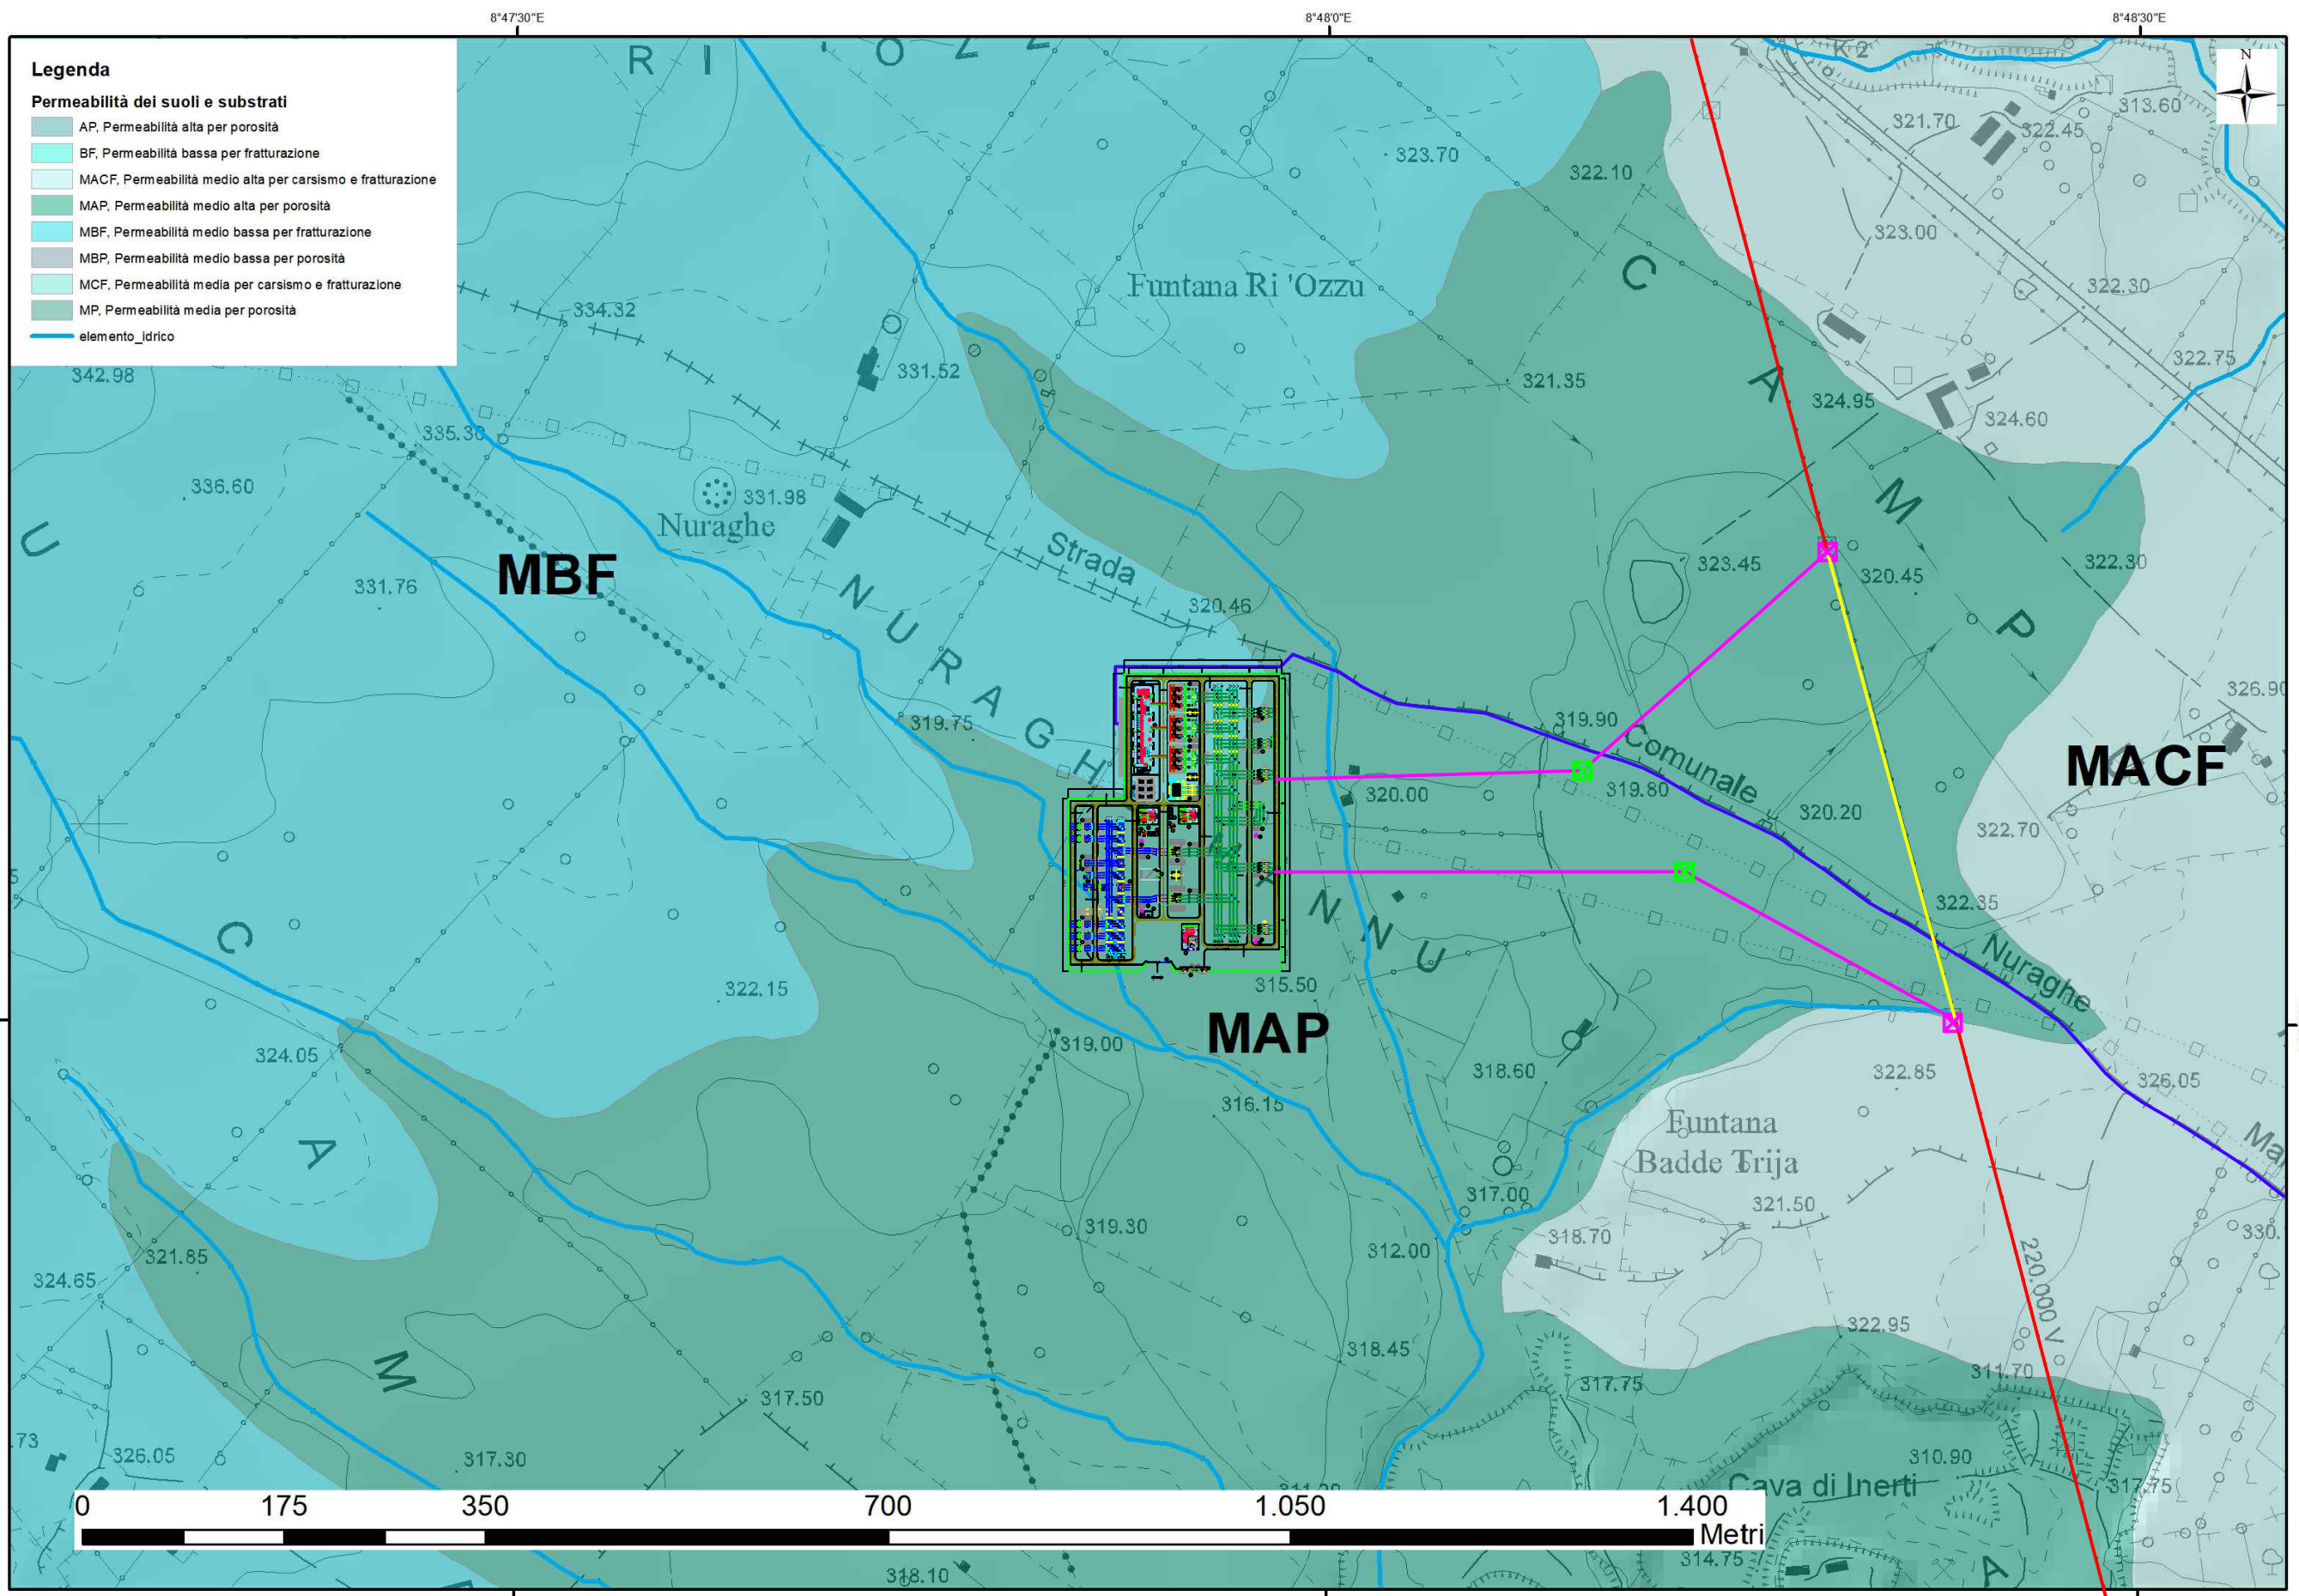 8°47'30"E
8°48'0"E
8°48'30"E
Legenda
Permeabilità dei suoli e substrati
AP, Permeabilità alta per porosità
BF, Permeabilità bassa per fratturazione
MACF, Permeabilità medio alta per carsismo e fratturazione
MAP, Permeabilità medio alta per porosità
MBF, Permeabilità medio bassa per fratturazione
MBP, Permeabilità medio bassa per porosità
MCF, Permeabilità media per carsismo e fratturazione
MP, Permeabilità media per porosità
elemento_idrico
N
K2
313.60
321.70
322.45
323.70
322.10
323.00
Funtana Ri 'Ozzu
322.30
334.32
322.75
331.52
342.98
321.35
324.95
324.60
335.30
336.60
331.98
Nuraghe
Strada
MBF
331.76
323.45
320.45
322.30
320.46
326.90
319.75
319.90
Comunale
MACF
319.80
320.00
320.20
322.70
322.35
Nuraghe
322.15
315.50
MAP
324.05
319.00
318.60
322.85
326.05
316.15
Funtana
Badde Trija
317.00
321.50
319.30
318.70
312.00
330.
321.85
324.65
220.000 V
322.95
318.45
311.70
317.75
317.50
.73
326.05
317.30
310.90
Cava di Inerti
317.75
0 175 350 700 1.050 1.400
Metri
314.75
318.10